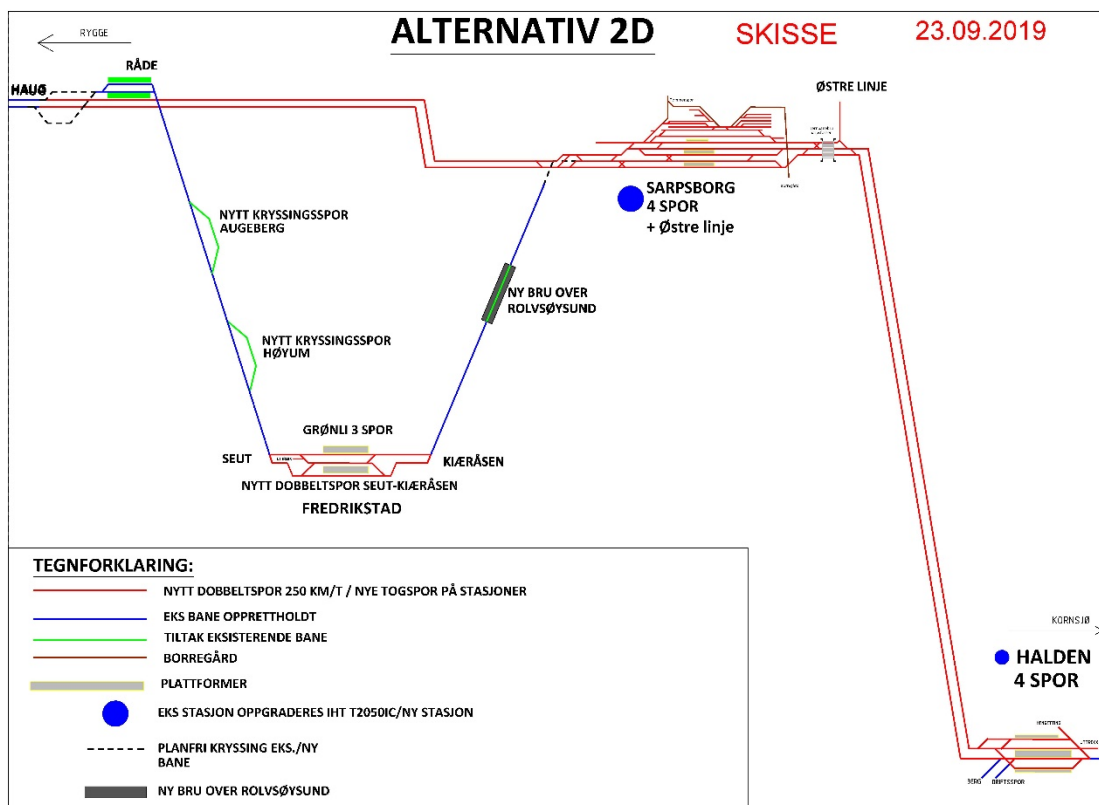 ALTERNATIV 2D
SKISSE
23.09.2019
RYGGE
RÅDE
HAUG
ØSTRE LINJE
SARPSBORG
4 SPOR
+ Østre linje
NYTT KRYSSINGSSPOR
AUGEBERG
NY BRU OVER
ROLVSØYSUND
NYTT KRYSSINGSSPOR
HØYUM
GRØNLI 3 SPOR
SEUT
KIÆRÅSEN
NYTT DOBBELTSPOR SEUT-KIÆRÅSEN
FREDRIKSTAD
TEGNFORKLARING:
NYTT DOBBELTSPOR 250 KM/T / NYE TOGSPOR PÅ STASJONER
EKS BANE OPPRETTHOLDT
TILTAK EKSISTERENDE BANE
BORREGÅRD
PLATTFORMER
EKS STASJON OPPGRADERES IHT T2050IC/NY STASJON
PLANFRI KRYSSING EKS./NY
BANE
NY BRU OVER ROLVSØYSUND
KORNSJØ
HALDEN
4 SPOR
HENSETTING
BERG
DRIFTSSPOR